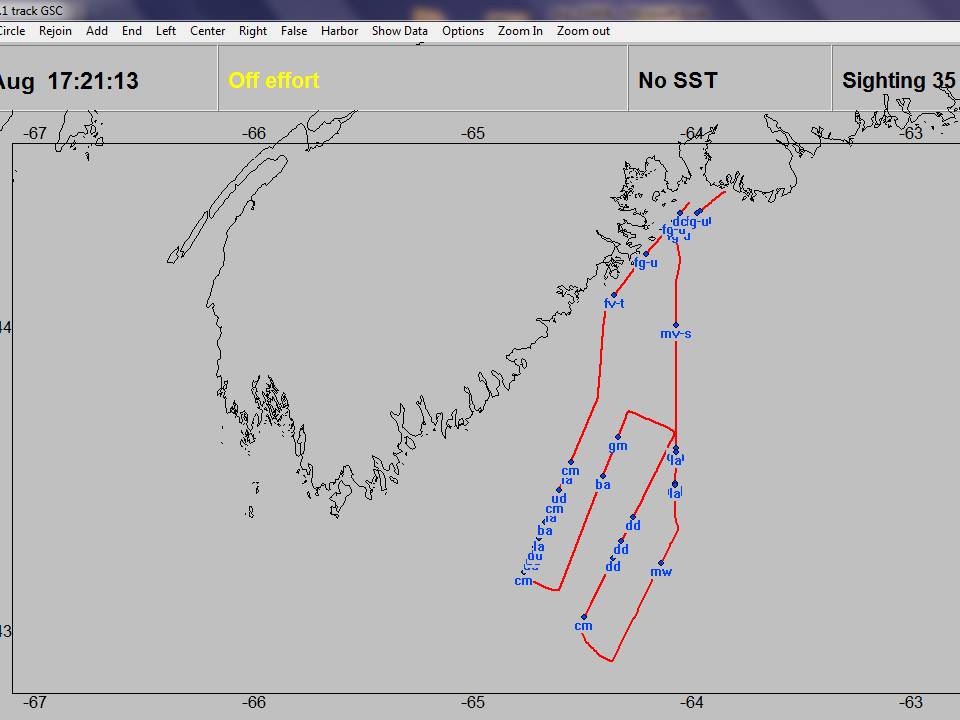 .1 track GSC
Circle Rejoin Add End Left Center Right False Harbor Show Data Options Zoom In Zoom out
Aug 17:21:13 Off effort No SST Sighting 35
-67 -66 -65 -64 -63
fg-u
fg-u
fg-u
fv-t
44
mv-s
gm
la
cm
la
ba
la
ud
cm
la
dd
ba
la
dd
du
dd
mw
cm
cm
43
-67 -66 -65 -64 -63